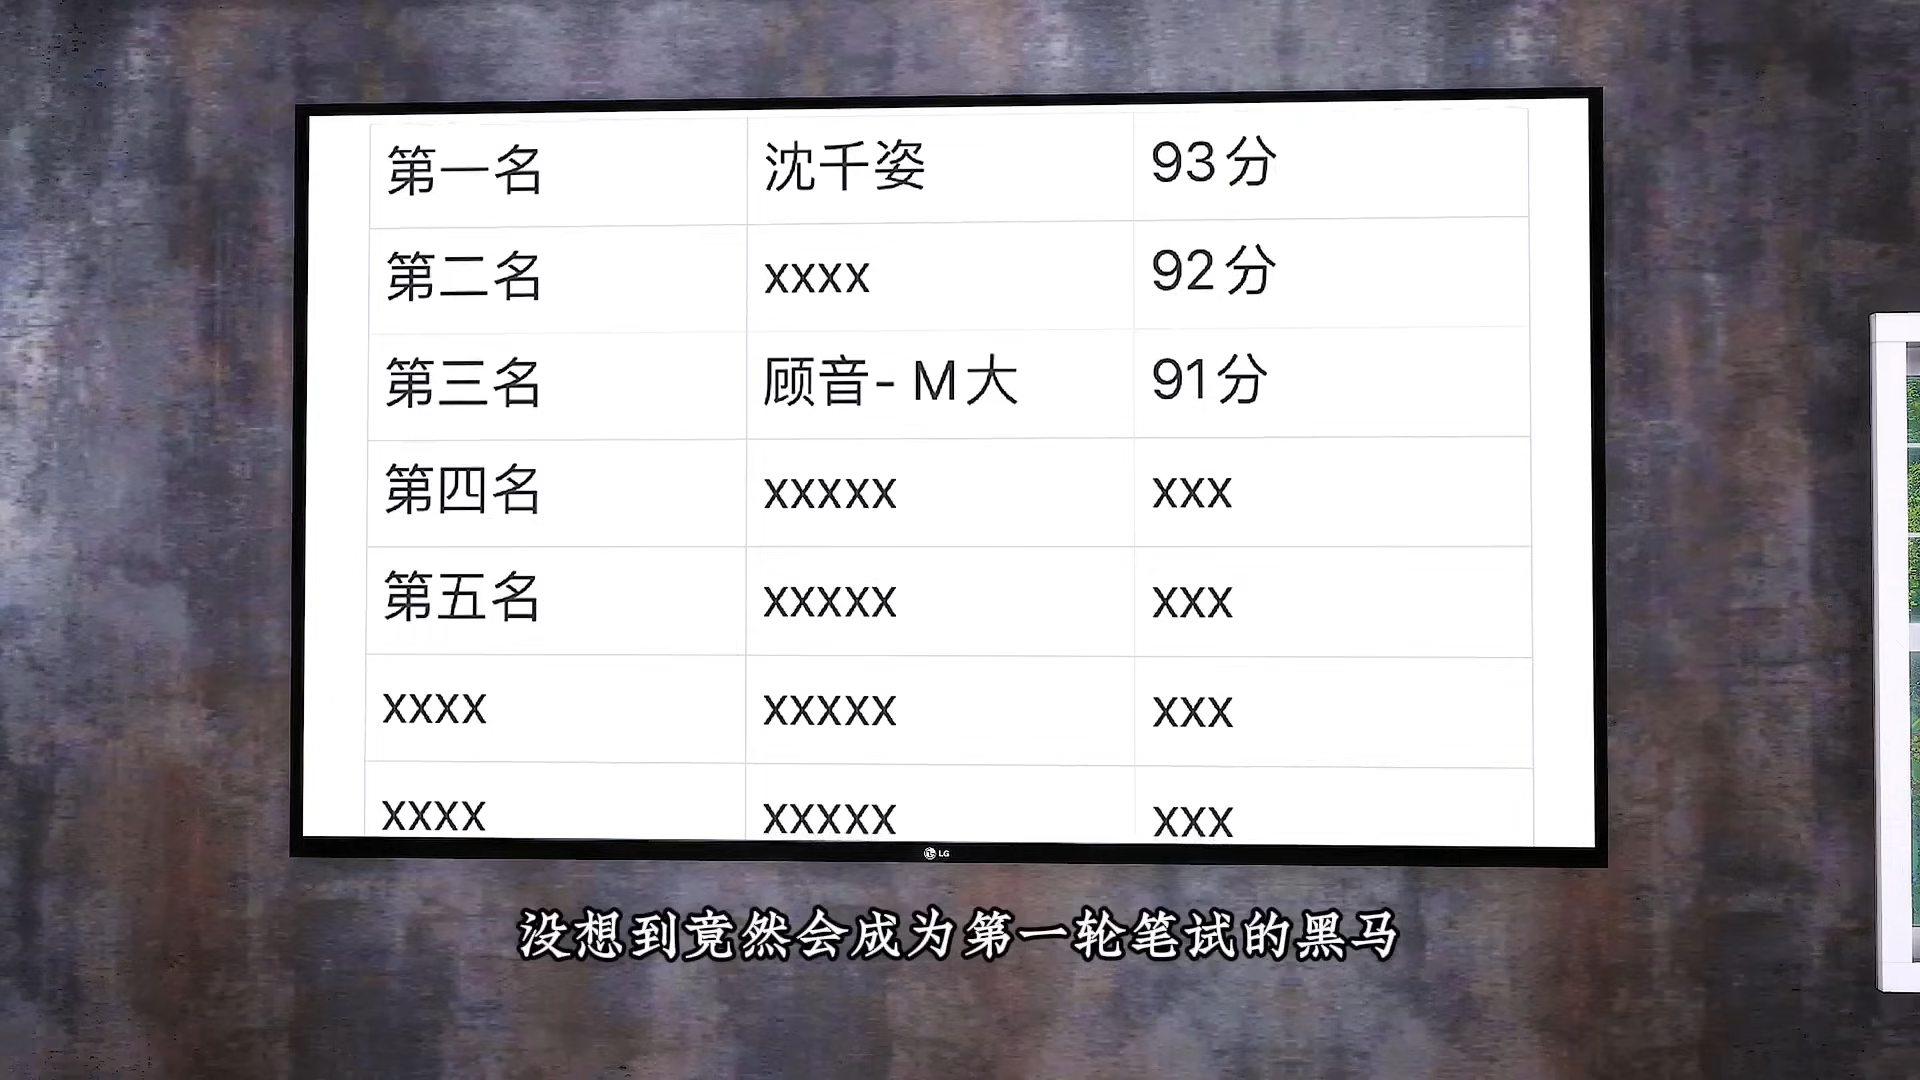 第一名 沈千姿 93分
第二名 xxxx 92分
第三名 顾音- M大 91分
第四名 xxxxx xxx
第五名 xxxxx xxx
xxxx xxxxx xxx
xxxx xxxxx xxx
LG
没想到竟然会成为第一轮笔试的黑马